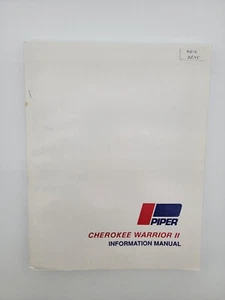 PIPER
CHEROKEE WARRIOR II
INFORMATION MANUAL